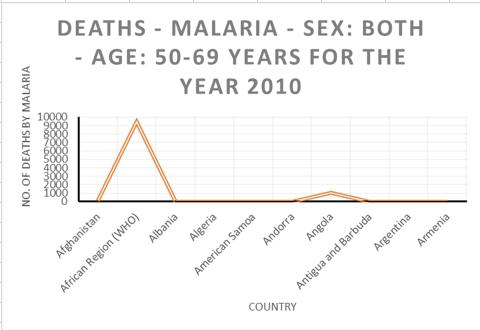 DEATHS - MALARIA - SEX: BOTH
- AGE: 50-69 YEARS FOR THE
YEAR 2010
NO. OF DEATHS BY MALARIA
10000
9000
8000
7000
6000
5000
4000
3000
2000
1000
0
Afghanistan
African Region (WHO)
Albania
Algeria
American Samoa
Andorra
Angola
Antigua and Barbuda
Argentina
Armenia
COUNTRY